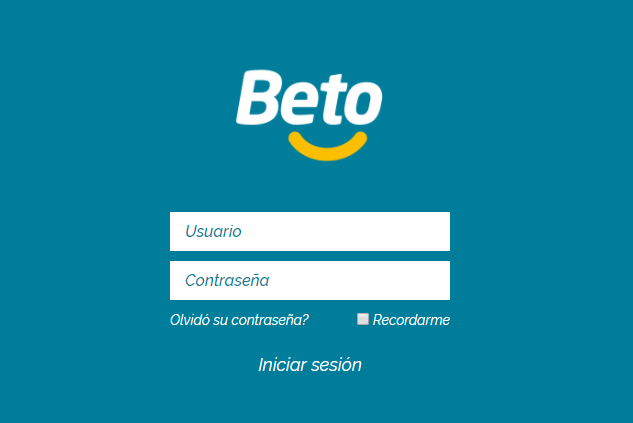 Beto
Usuario
Contraseña
Olvidó su contraseña? Recordarme
Iniciar sesión